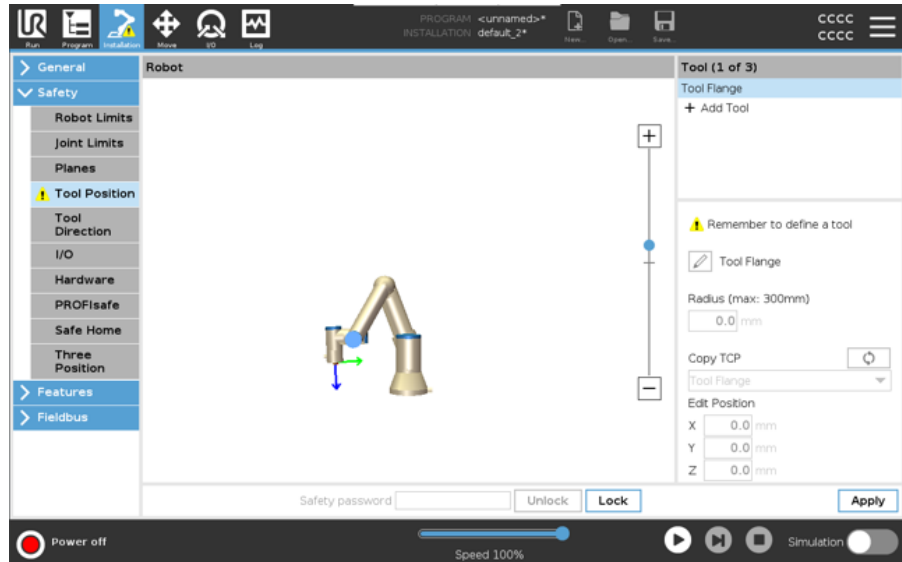 PROGRAM <unnamed>*
INSTALLATION default_2*
UR
Run
Program
Installation
Move
I/O
Log
New...
Open...
Save...
CCCC
CCCC
General
Safety
Robot Limits
Joint Limits
Planes
Tool Position
Tool
Direction
I/O
Hardware
PROFIsafe
Safe Home
Three
Position
Features
Fieldbus
Robot
Safety password
Unlock
Lock
Tool (1 of 3)
Tool Flange
+ Add Tool
Remember to define a tool
Tool Flange
Radius (max: 300mm)
0.0 mm
Copy TCP
Tool Flange
Edit Position
X 0.0 mm
Y 0.0 mm
Z 0.0 mm
Apply
Power off
Speed 100%
Simulation